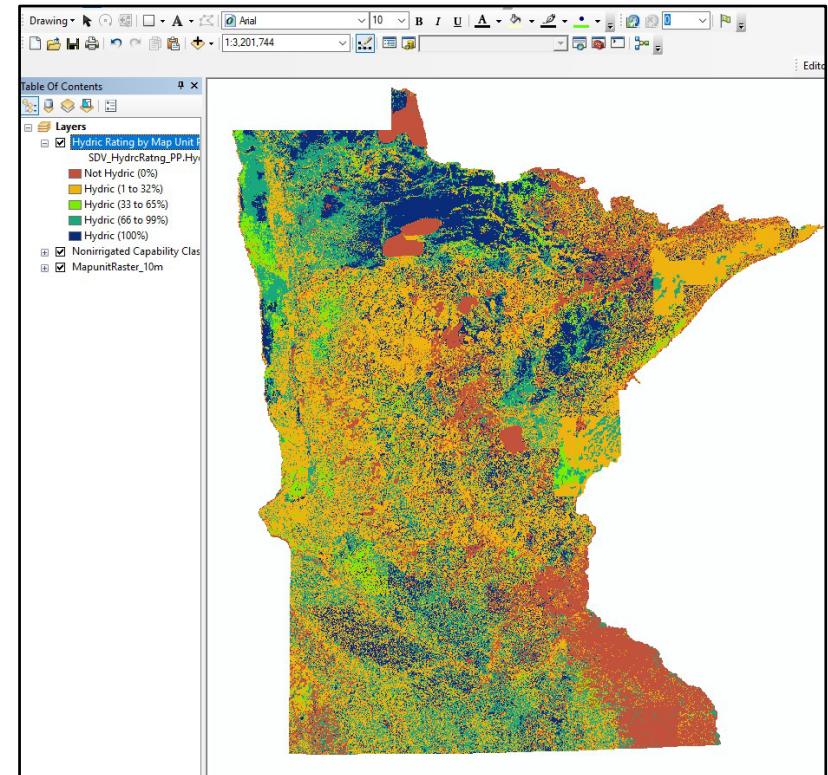 Drawing
A
Arial
10
B I U A
0
1:3,201,744
Edito
Table Of Contents
Layers
Hydric Rating by Map Unit F
SDV_HydrcRatng_PP.Hyd
Not Hydric (0%)
Hydric (1 to 32%)
Hydric (33 to 65%)
Hydric (66 to 99%)
Hydric (100%)
Nonirrigated Capability Clas
MapunitRaster_10m